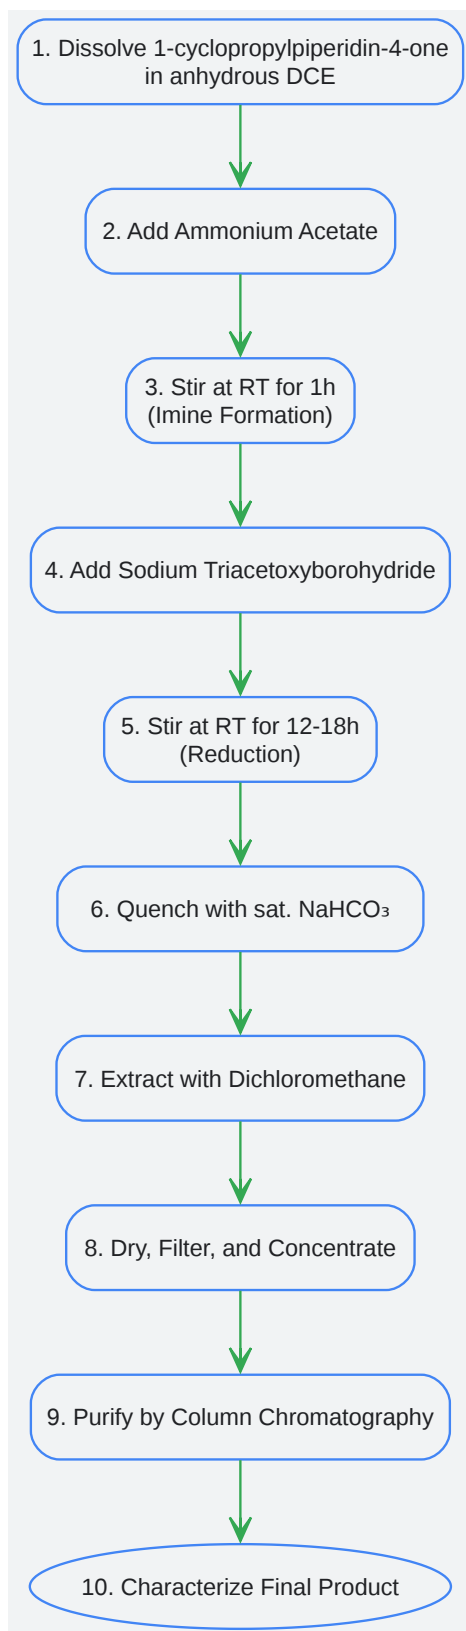 1. Dissolve 1-cyclopropylpiperidin-4-one
in anhydrous DCE
2. Add Ammonium Acetate
3. Stir at RT for 1h
(Imine Formation)
4. Add Sodium Triacetoxyborohydride
5. Stir at RT for 12-18h
(Reduction)
6. Quench with sat. NaHCO₃
7. Extract with Dichloromethane
8. Dry, Filter, and Concentrate
9. Purify by Column Chromatography
10. Characterize Final Product